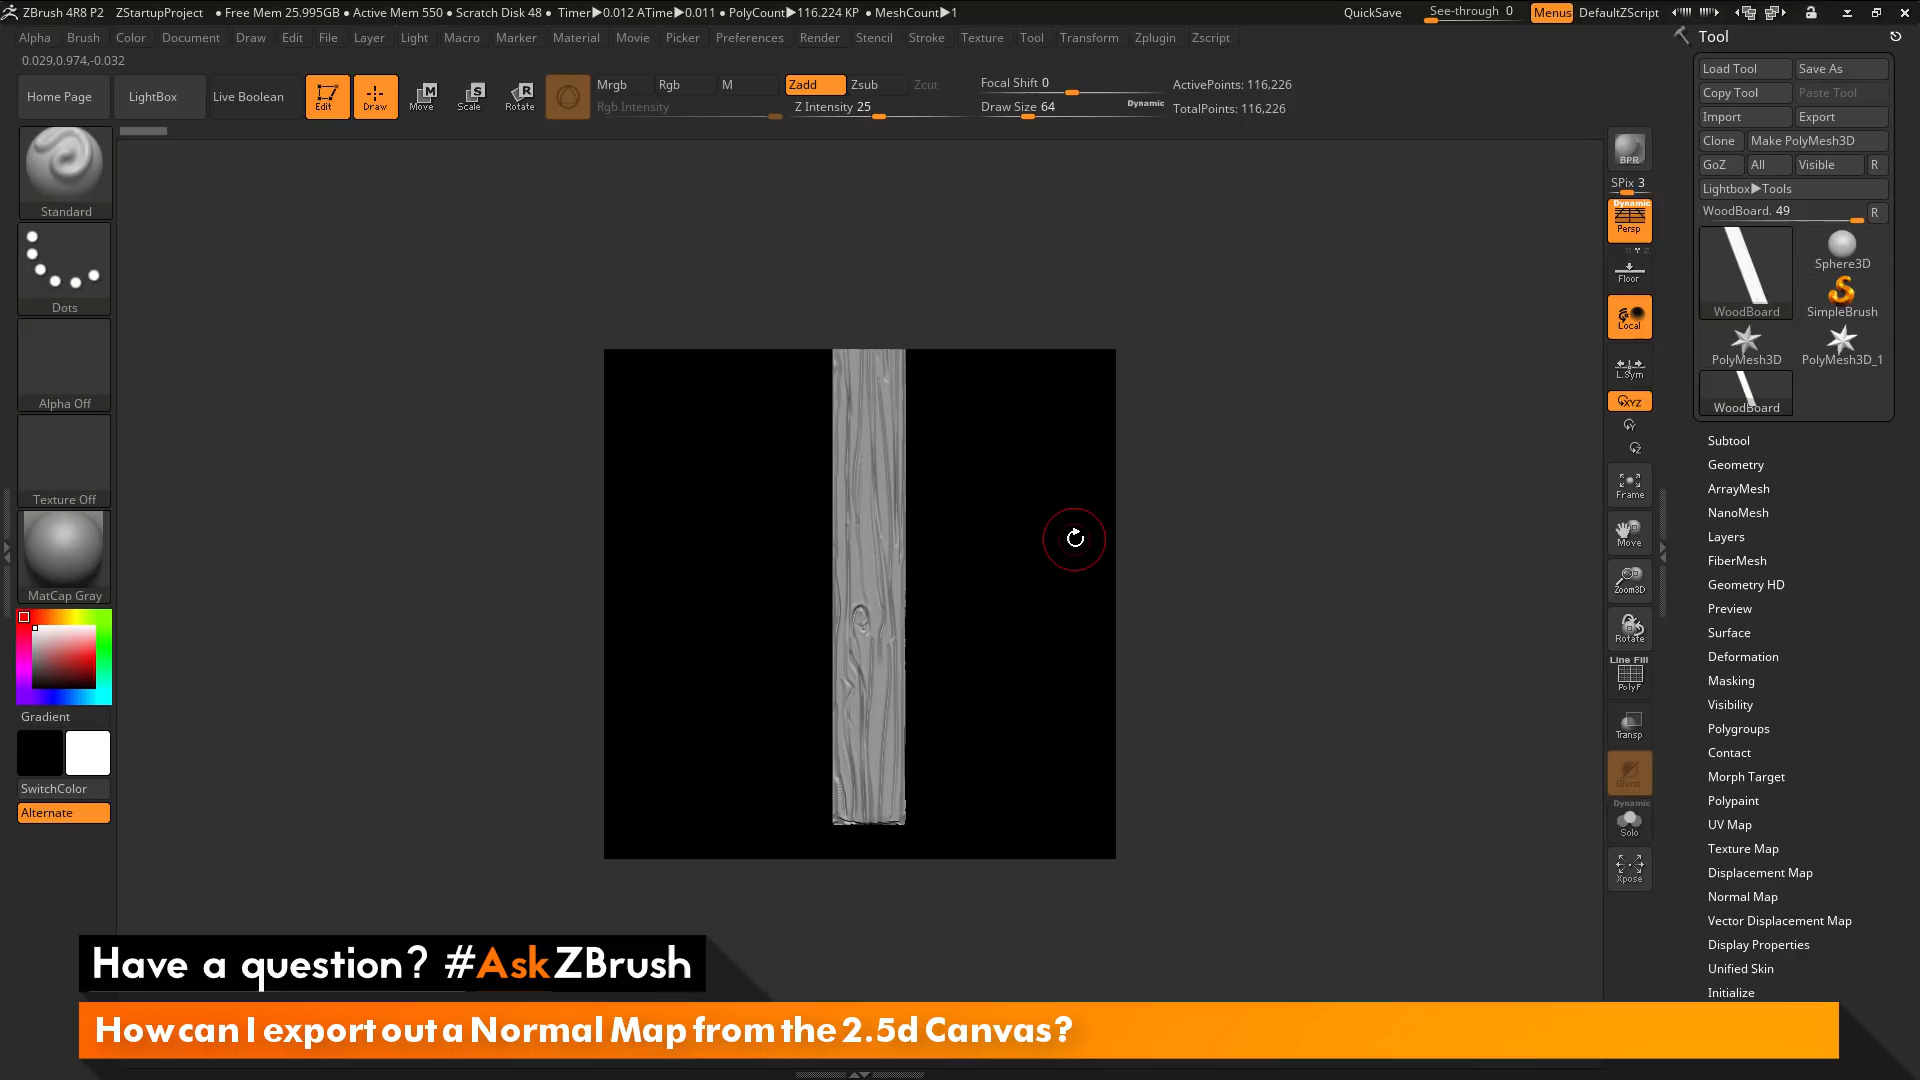 ZBrush 4R8 P2 ZStartupProject • Free Mem 25.995GB • Active Mem 550 • Scratch Disk 48 • Timer▶0.012 ATime▶0.011 • PolyCount▶116.224 KP • MeshCount▶1 QuickSave See-through 0 Menus DefaultZScript
Alpha Brush Color Document Draw Edit File Layer Light Macro Marker Material Movie Picker Preferences Render Stencil Stroke Texture Tool Transform Zplugin Zscript
Tool
0.029,0.974,-0.032
Home Page LightBox Live Boolean Edit Draw Move Scale Rotate
Mrgb Rgb M Zadd Zsub Zcut Focal Shift 0 ActivePoints: 116,226
Rgb Intensity Z Intensity 25 Draw Size 64 Dynamic TotalPoints: 116,226
Standard
Dots
Alpha Off
Texture Off
MatCap Gray
Gradient
SwitchColor
Alternate
BPR
SPix 3
Dynamic
Persp
Floor
Local
L.Sym
XYZ
Y
Z
Frame
Move
Zoom3D
Rotate
Line Fill
PolyF
Transp
Ghost
Dynamic
Solo
Xpose
Load Tool Save As
Copy Tool Paste Tool
Import Export
Clone Make PolyMesh3D
GoZ All Visible R
Lightbox▶Tools
WoodBoard. 49 R
Sphere3D
WoodBoard SimpleBrush
PolyMesh3D PolyMesh3D_1
WoodBoard
Subtool
Geometry
ArrayMesh
NanoMesh
Layers
FiberMesh
Geometry HD
Preview
Surface
Deformation
Masking
Visibility
Polygroups
Contact
Morph Target
Polypaint
UV Map
Texture Map
Displacement Map
Normal Map
Vector Displacement Map
Display Properties
Unified Skin
Initialize
Have a question? #AskZBrush
How can I export out a Normal Map from the 2.5d Canvas?